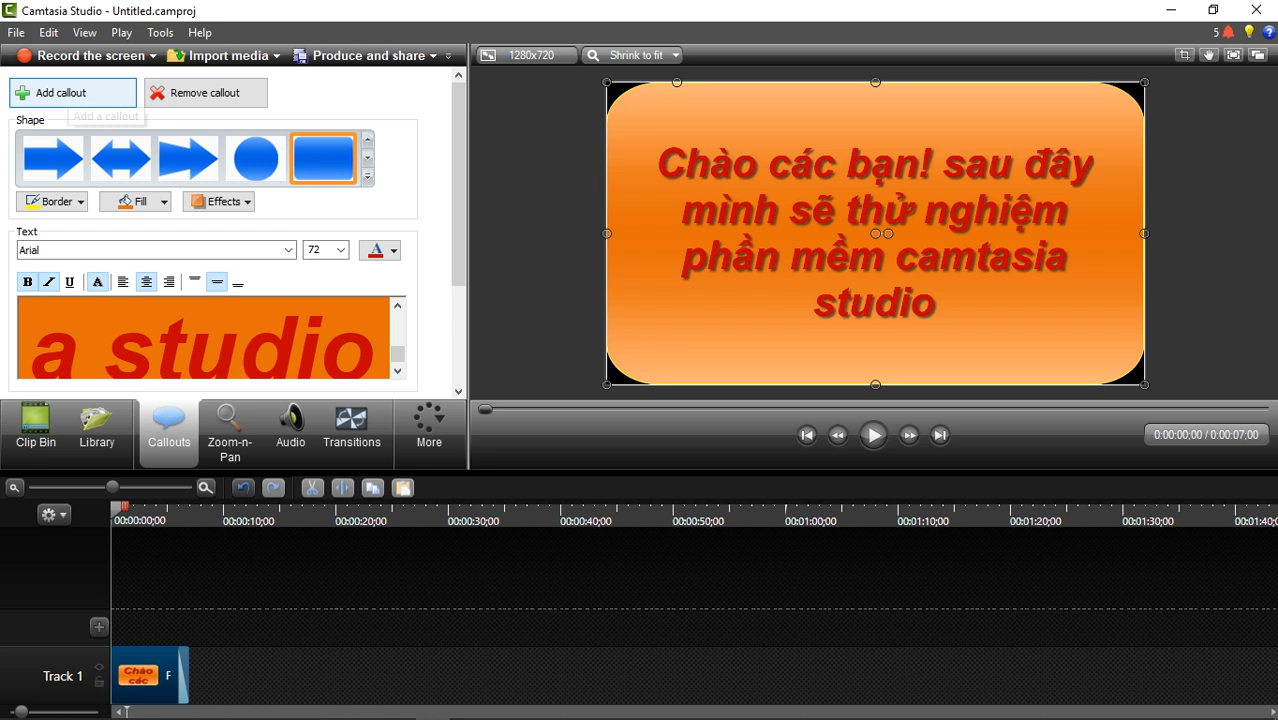 Camtasia Studio - Untitled.camproj
File Edit View Play Tools Help
Record the screen Import media Produce and share 1280x720 Shrink to fit 5
Add callout Remove callout
Add a callout
Shape
Border Fill Effects
Text
Arial 72 A
B I U A
a studio
Chào các bạn! sau đây
mình sẽ thử nghiệm
phần mềm camtasia
studio
Clip Bin Library Callouts Zoom-n-Pan Audio Transitions More
0:00:00;00 / 0:00:07;00
00:00:00;00 00:00:10;00 00:00:20;00 00:00:30;00 00:00:40;00 00:00:50;00 00:01:00;00 00:01:10;00 00:01:20;00 00:01:30;00
Track 1 Chào các F